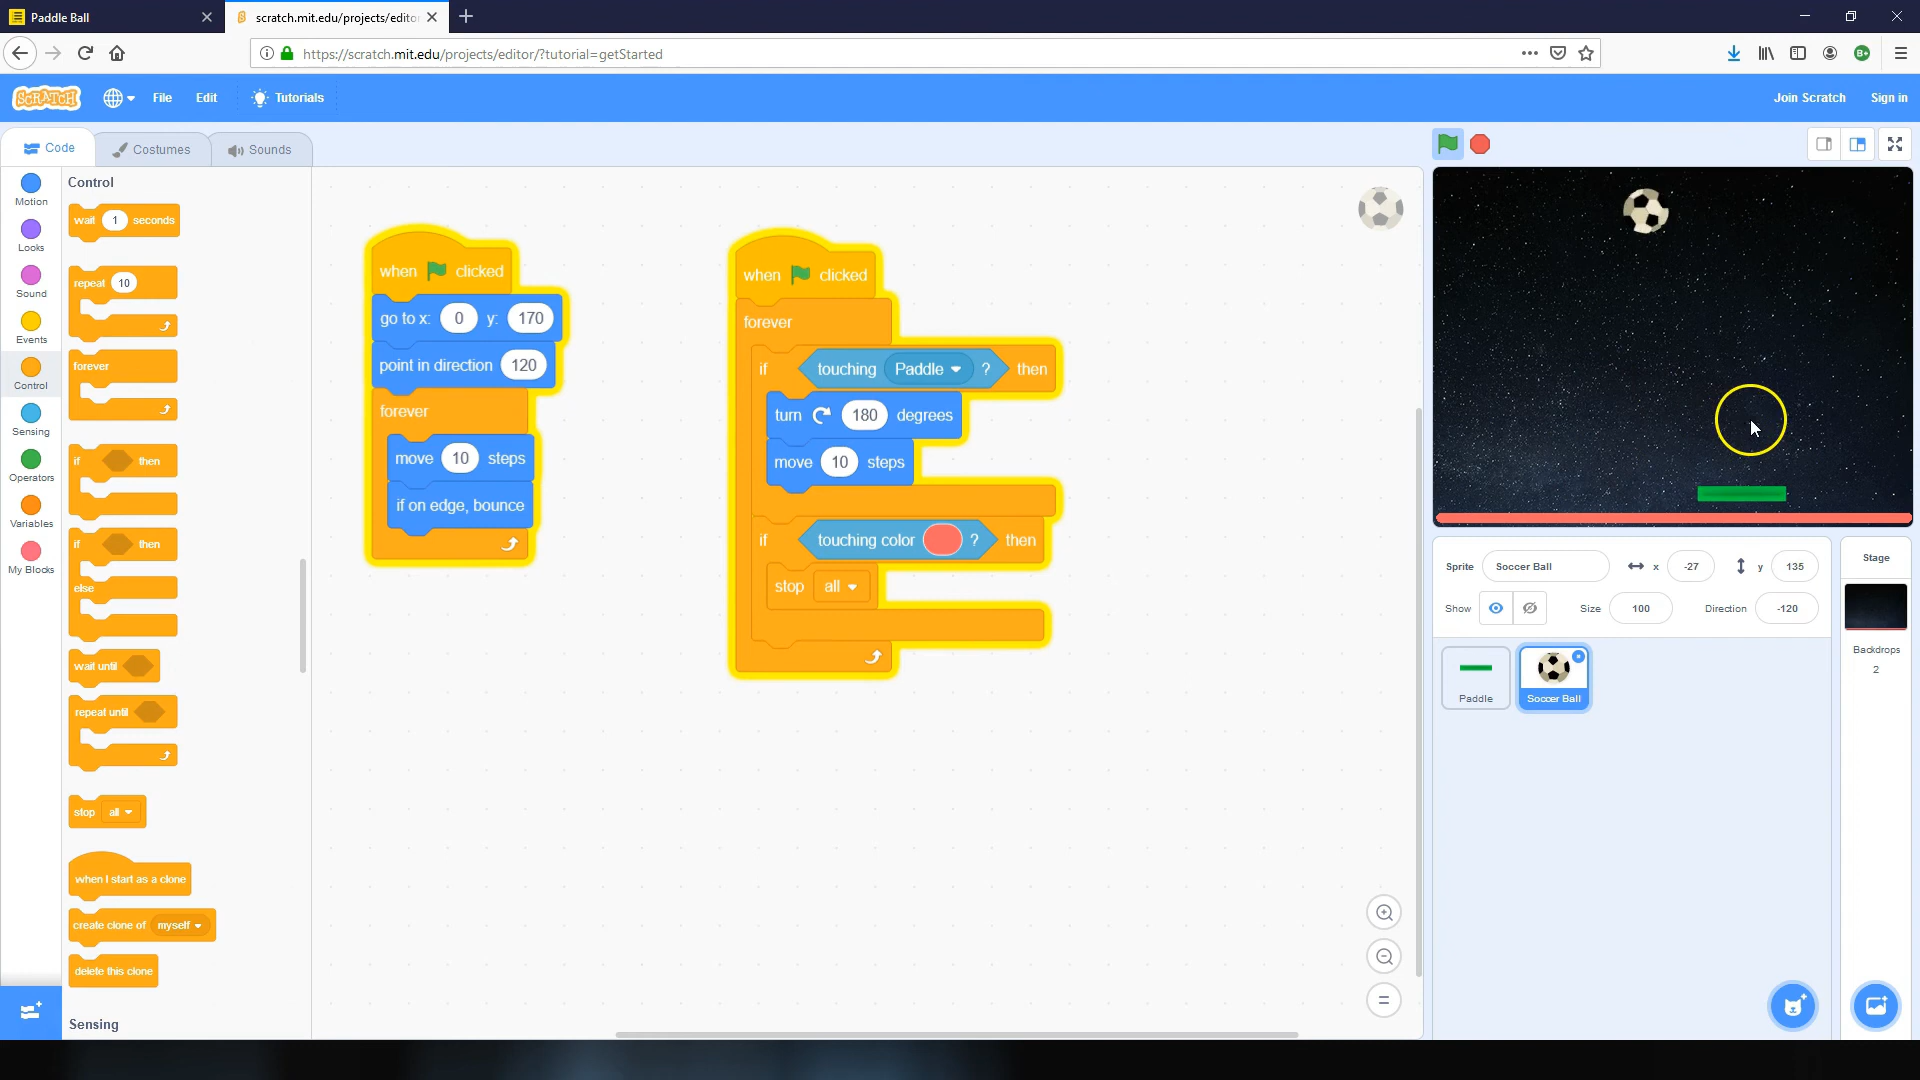 Paddle Ball
scratch.mit.edu/projects/editor
https://scratch.mit.edu/projects/editor/?tutorial=getStarted
SCRATCH
File
Edit
Tutorials
Join Scratch
Sign in
Code
Costumes
Sounds
Motion
Looks
Sound
Events
Control
Sensing
Operators
Variables
My Blocks
Control
wait 1 seconds
repeat 10
forever
if then
if then
else
wait until
repeat until
stop all
when I start as a clone
create clone of myself
delete this clone
Sensing
when clicked
go to x: 0 y: 170
point in direction 120
forever
move 10 steps
if on edge, bounce
when clicked
forever
if touching Paddle ? then
turn 180 degrees
move 10 steps
if touching color ? then
stop all
Sprite Soccer Ball x -27 y 135
Show Size 100 Direction -120
Paddle
Soccer Ball
Stage
Backdrops
2